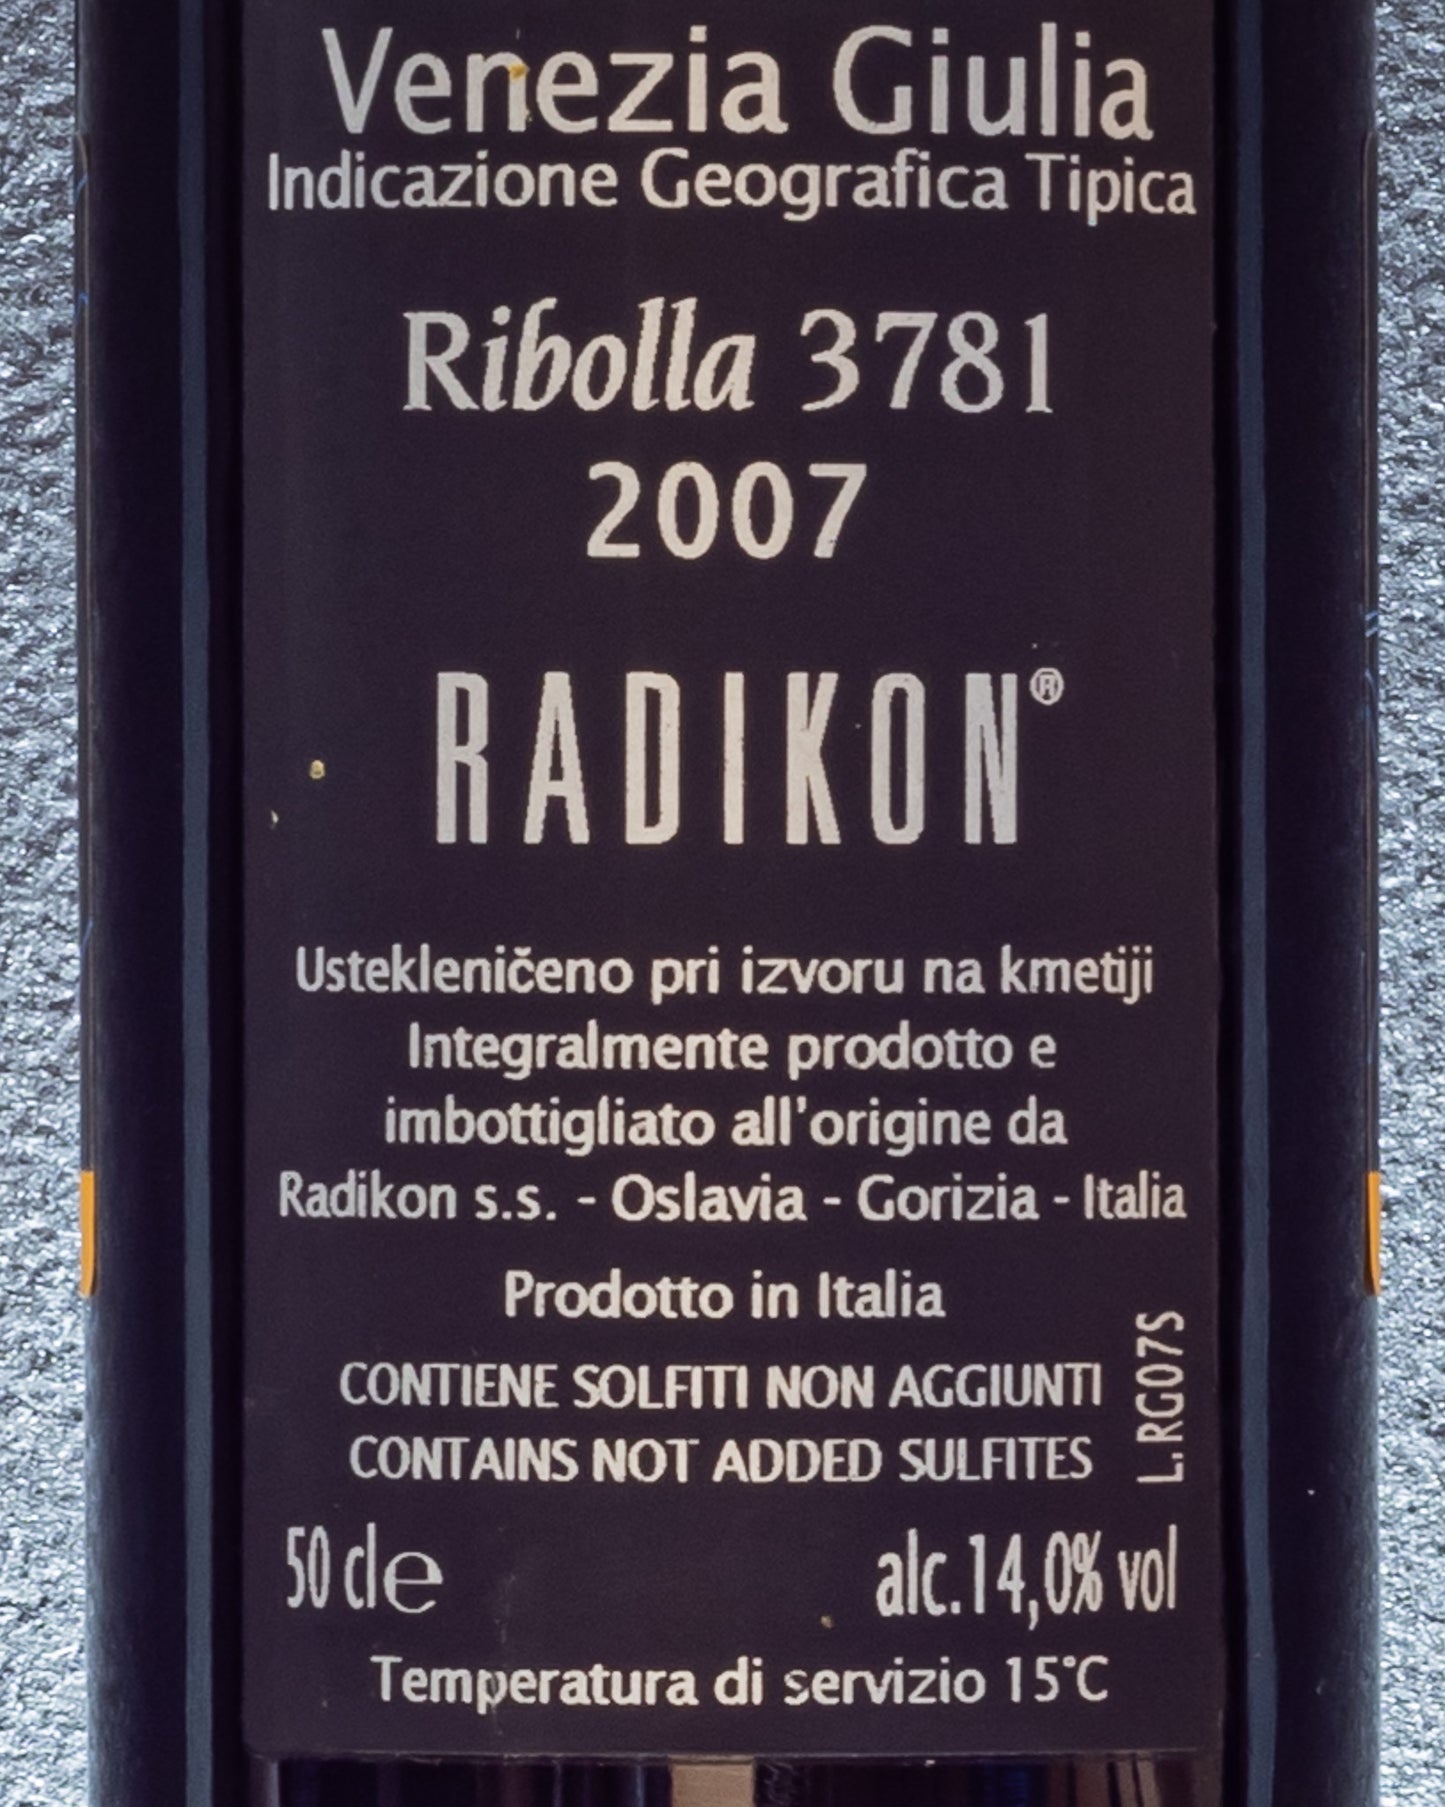 Venezia Giulia
Indicazione Geografica Tipica
Ribolla 3781
2007
RADIKON®
Ustekleničeno pri izvoru na kmetiji
Integralmente prodotto e
imbottigliato all'origine da
Radikon s.s. - Oslavia - Gorizia - Italia
Prodotto in Italia
CONTIENE SOLFITI NON AGGIUNTI
CONTAINS NOT ADDED SULFITES
L.RG07S
50 cl e
alc.14,0% vol
Temperatura di servizio 15°C